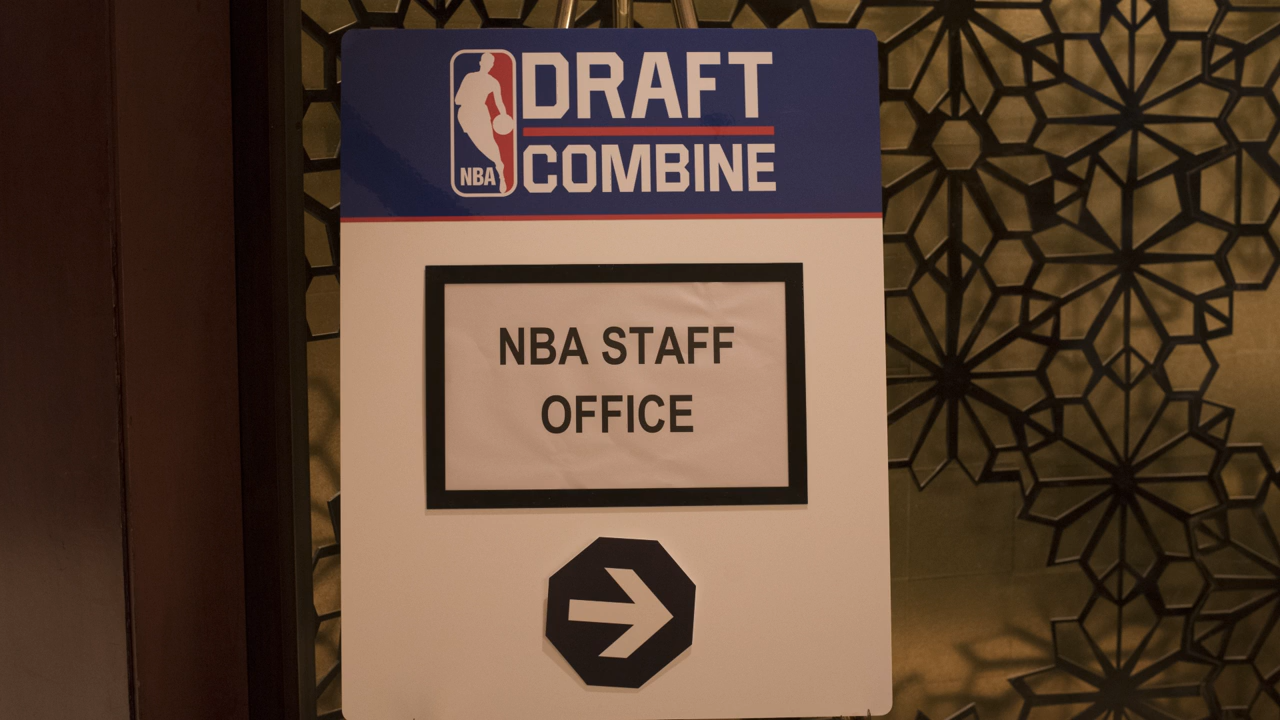 DRAFT
COMBINE
NBA
NBA STAFF
OFFICE